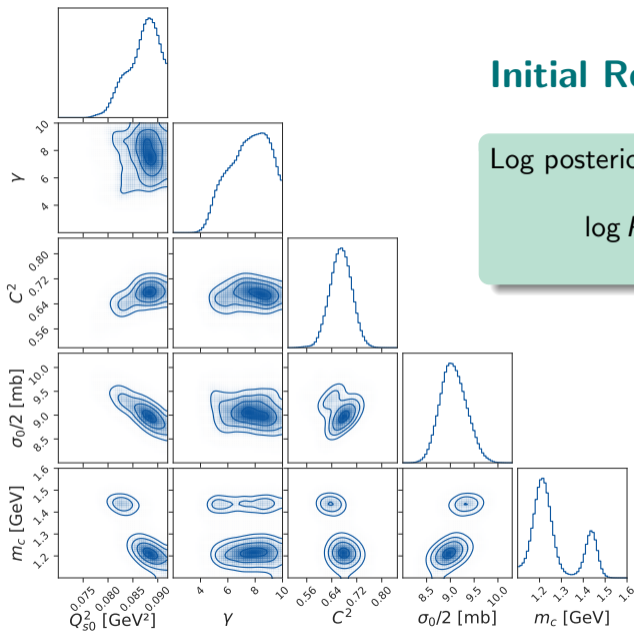 Initial Re
Log posteric
log
10
8
6
4
γ
0.80
0.72
0.64
0.56
C²
10.0
9.5
9.0
8.5
σ₀/2 [mb]
1.6
1.5
1.4
1.3
1.2
m_c [GeV]
0.075 0.080 0.085 0.090
4 6 8 10
0.56 0.64 0.72 0.80
8.5 9.0 9.5 10.0
1.2 1.3 1.4 1.5 1.6
Q²ₛ₀ [GeV²] γ C² σ₀/2 [mb] m_c [GeV]